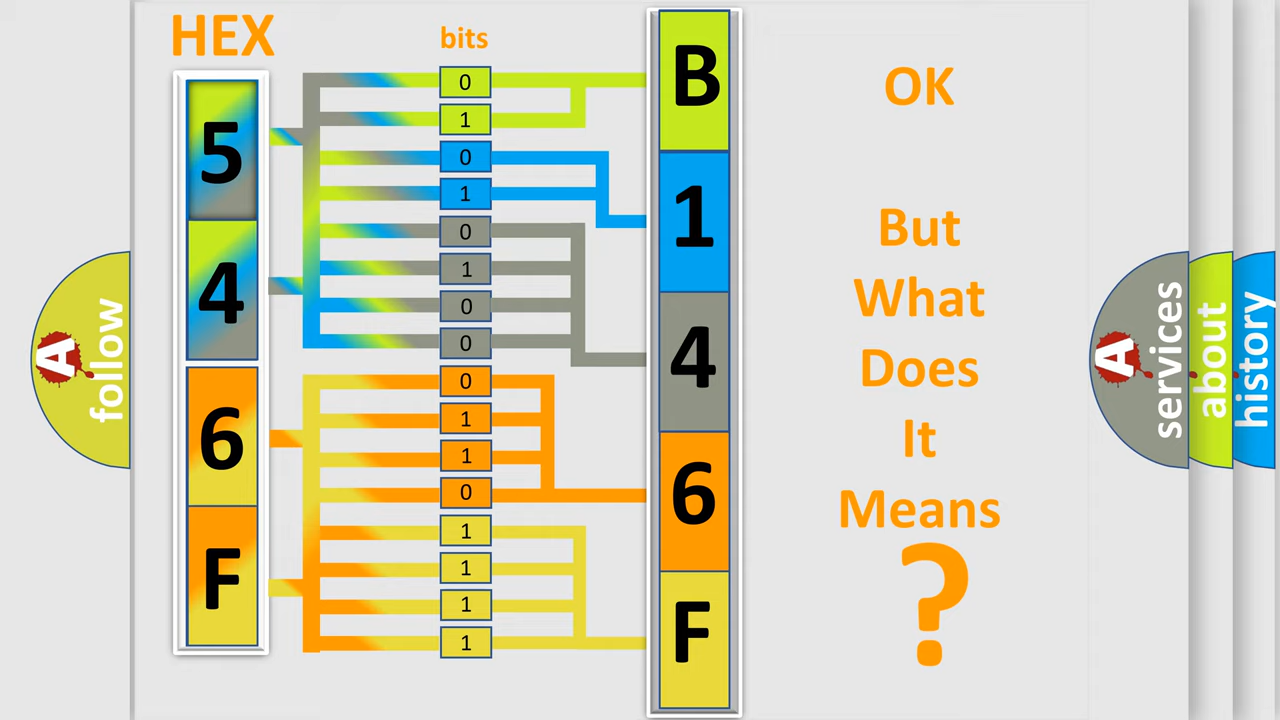 HEX
bits
5
4
6
F
0
1
0
1
0
1
0
0
0
1
1
0
1
1
1
1
B
1
4
6
F
OK
But
What
Does
It
Means
?
A
follow
A
services
about
history